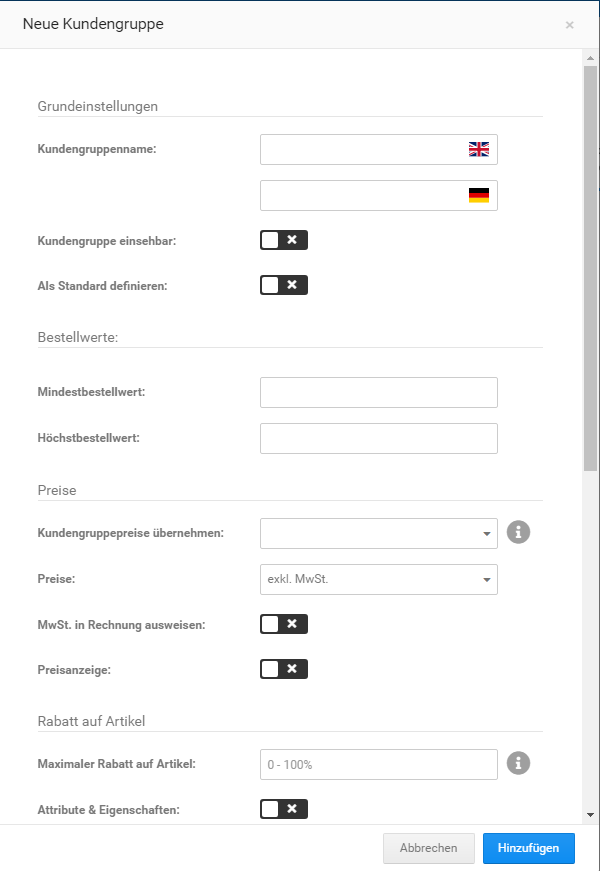 Neue Kundengruppe
Grundeinstellungen
Kundengruppenname:
Kundengruppe einsehbar:
Als Standard definieren:
Bestellwerte:
Mindestbestellwert:
Höchstbestellwert:
Preise
Kundengruppepreise übernehmen:
Preise: exkl. MwSt.
MwSt. in Rechnung ausweisen:
Preisanzeige:
Rabatt auf Artikel
Maximaler Rabatt auf Artikel: 0 - 100%
Attribute & Eigenschaften:
Abbrechen Hinzufügen